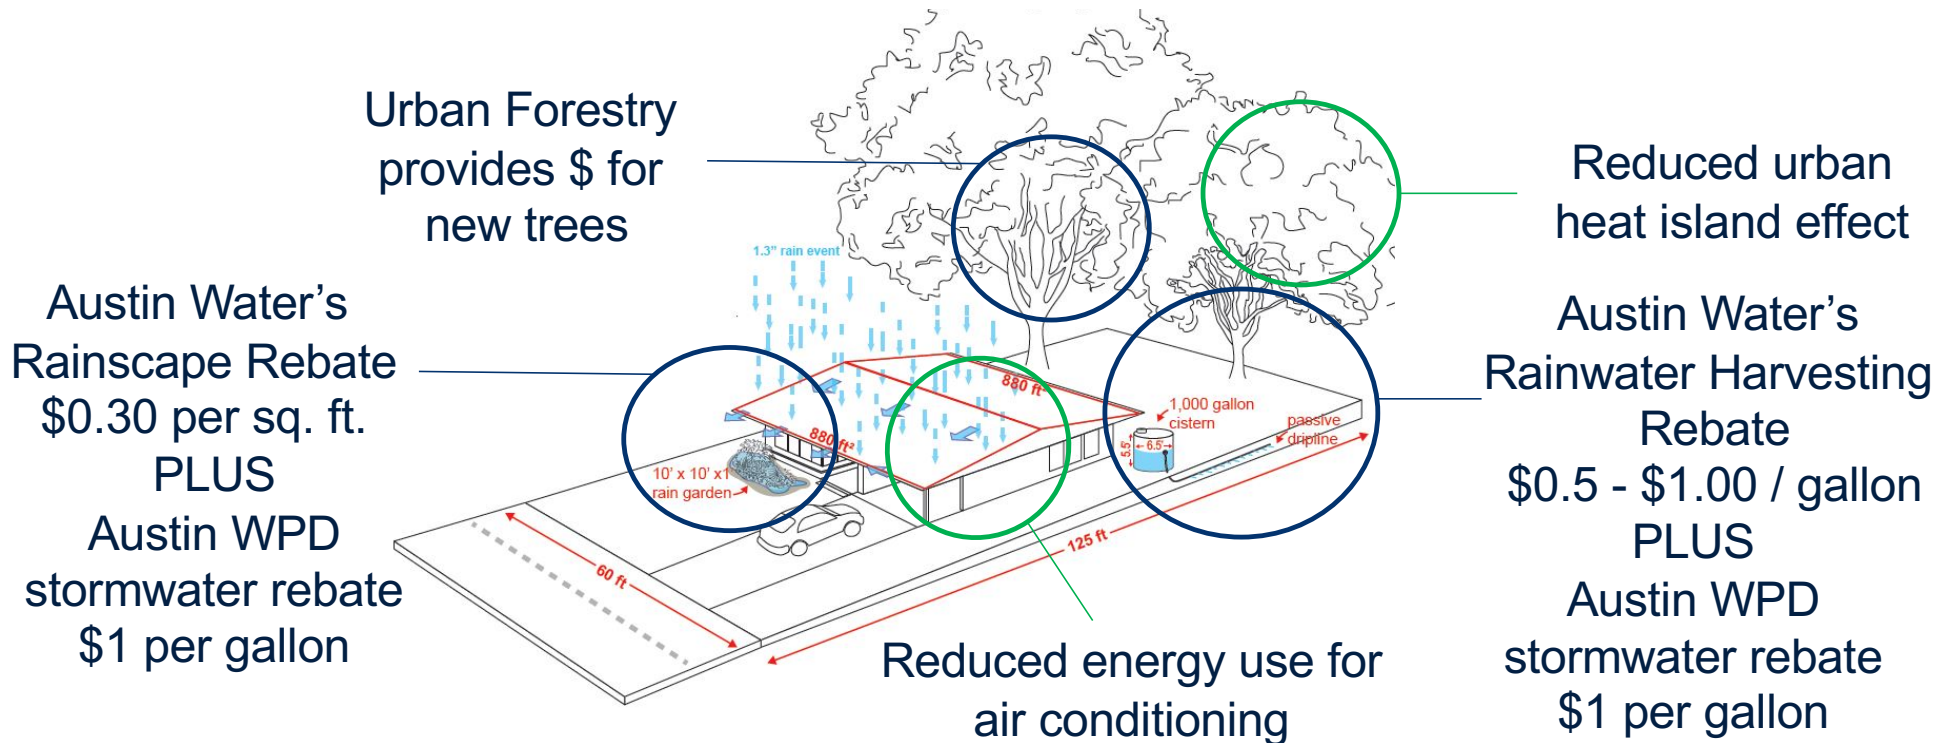 Urban Forestry
provides $ for
new trees
Reduced urban
heat island effect
1.3" rain event
Austin Water’s
Rainscape Rebate
$0.30 per sq. ft.
PLUS
Austin WPD
stormwater rebate
$1 per gallon
880 ft²
880 ft²
10' x 10' x1'
rain garden
1,000 gallon
cistern
5.5'
6.5'
passive
dripline
60 ft
125 ft
Austin Water’s
Rainwater Harvesting
Rebate
$0.5 - $1.00 / gallon
PLUS
Austin WPD
stormwater rebate
$1 per gallon
Reduced energy use for
air conditioning